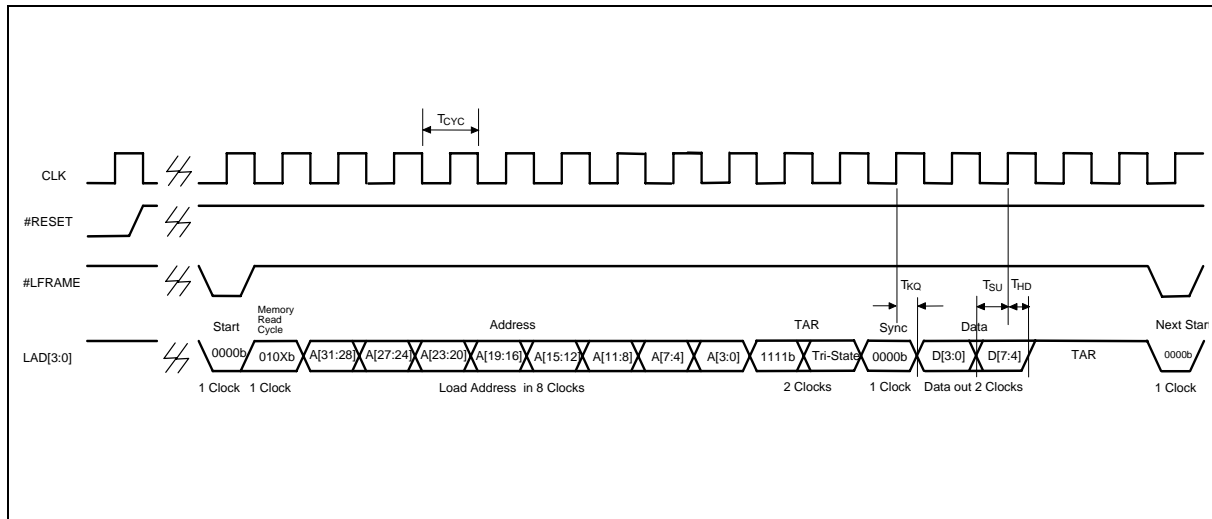 TCYC
CLK
#RESET
#LFRAME
TKQ
TSU
THD
Memory
Read
Cycle
Start
Address
TAR
Sync
Data
Next Start
LAD[3:0]
0000b
010Xb
A[31:28]
A[27:24]
A[23:20]
A[19:16]
A[15:12]
A[11:8]
A[7:4]
A[3:0]
1111b
Tri-State
0000b
D[3:0]
D[7:4]
TAR
0000b
1 Clock
1 Clock
Load Address in 8 Clocks
2 Clocks
1 Clock
Data out 2 Clocks
1 Clock